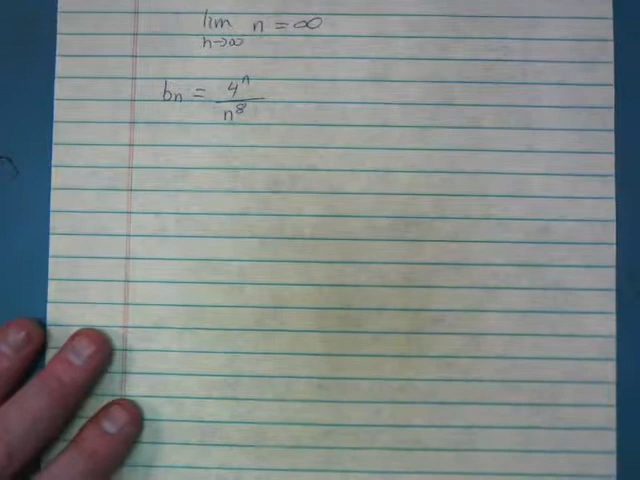 lim n = ∞
n→∞
bn = 4^n
n^8